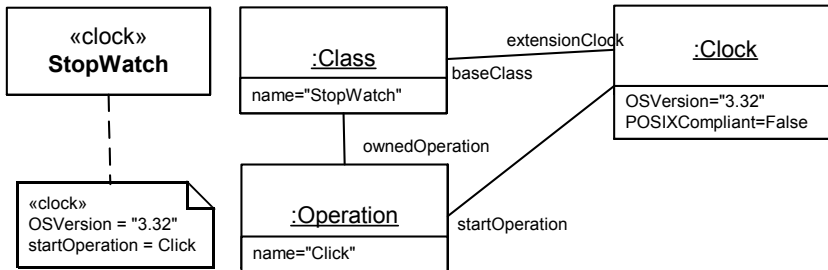 «clock»
StopWatch
«clock»
OSVersion = "3.32"
startOperation = Click
:Class
name="StopWatch"
extensionClock
baseClass
:Clock
OSVersion="3.32"
POSIXCompliant=False
ownedOperation
:Operation
name="Click"
startOperation